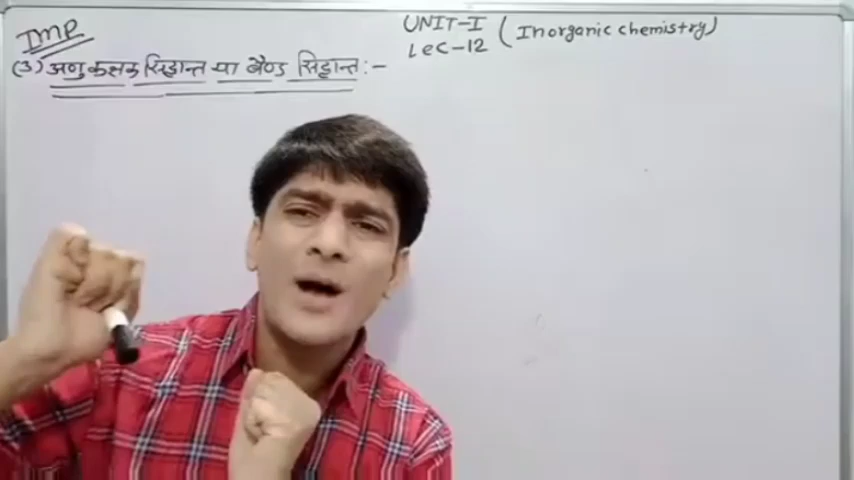 IMP
UNIT-I (Inorganic chemistry)
Lec-12
(3) अणु कक्षक सिद्धान्त या बैण्ड सिद्धान्त :-